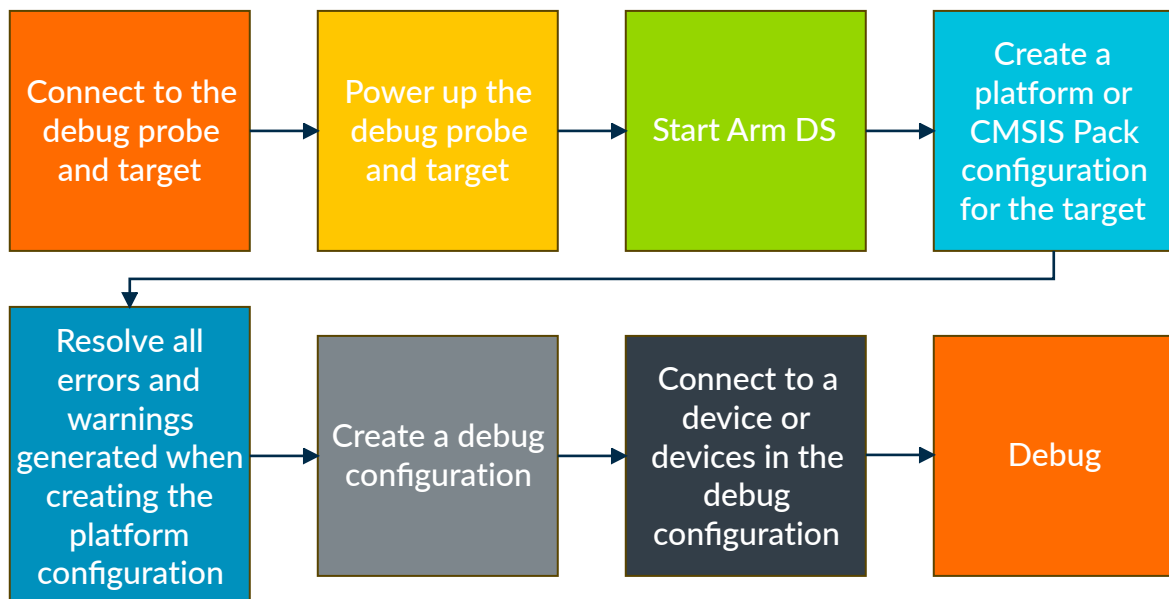 Connect to the
debug probe
and target
Power up the
debug probe
and target
Start Arm DS
Create a
platform or
CMSIS Pack
configuration
for the target
Resolve all
errors and
warnings
generated when
creating the
platform
configuration
Create a debug
configuration
Connect to a
device or
devices in the
debug
configuration
Debug